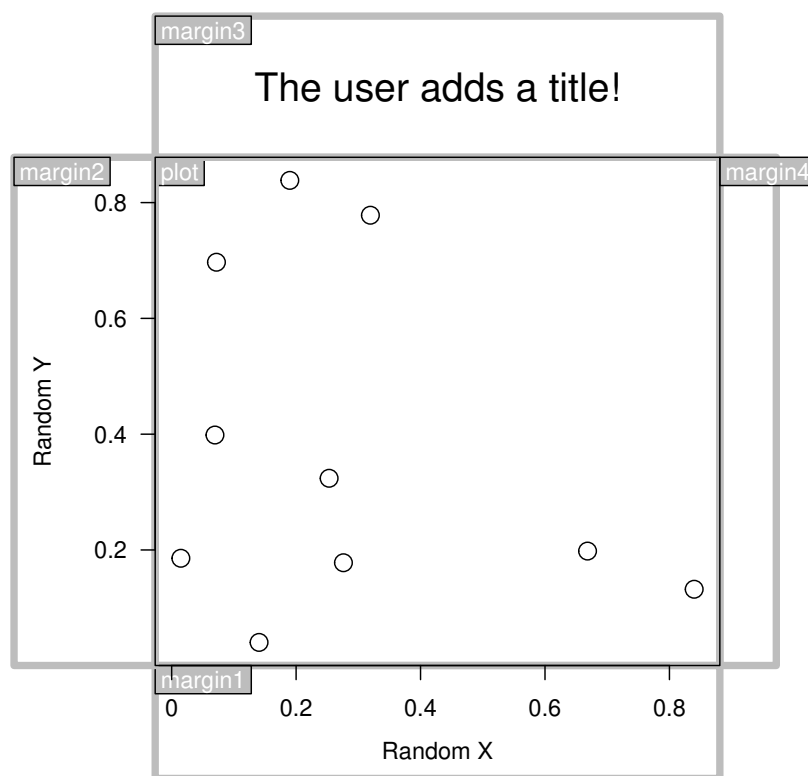 margin3
The user adds a title!
margin2
plot
margin4
0.8
0.6
0.4
0.2
Random Y
margin1
0
0.2
0.4
0.6
0.8
Random X